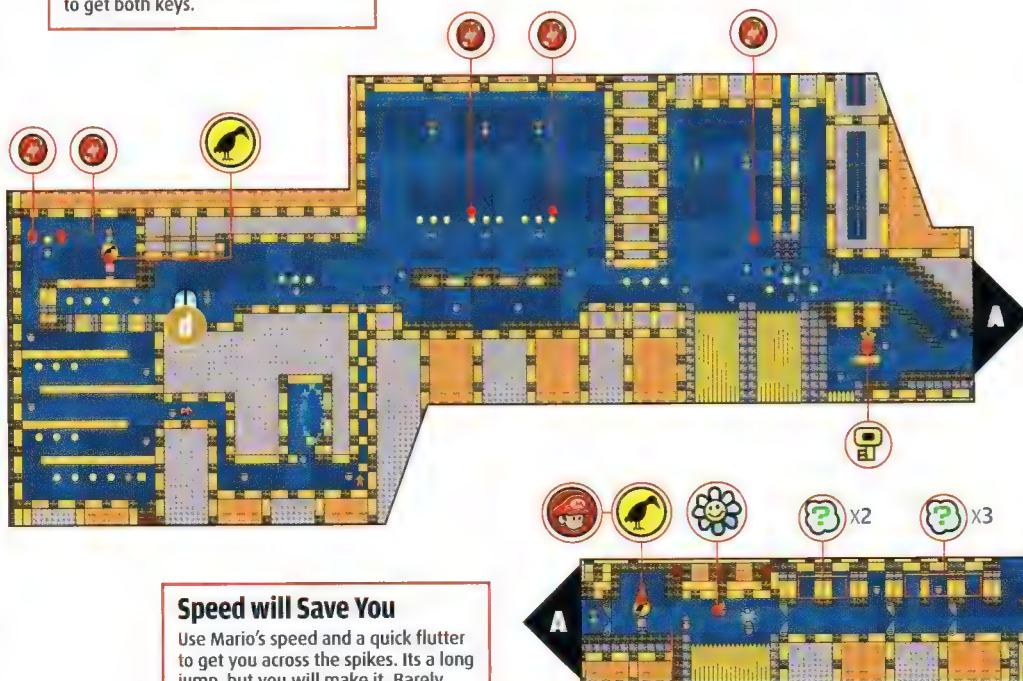 to get both keys.
d
A
A
X2
X3
Speed will Save You
Use Mario's speed and a quick flutter
to get you across the spikes. Its a long
jump, but you will make it. Barely